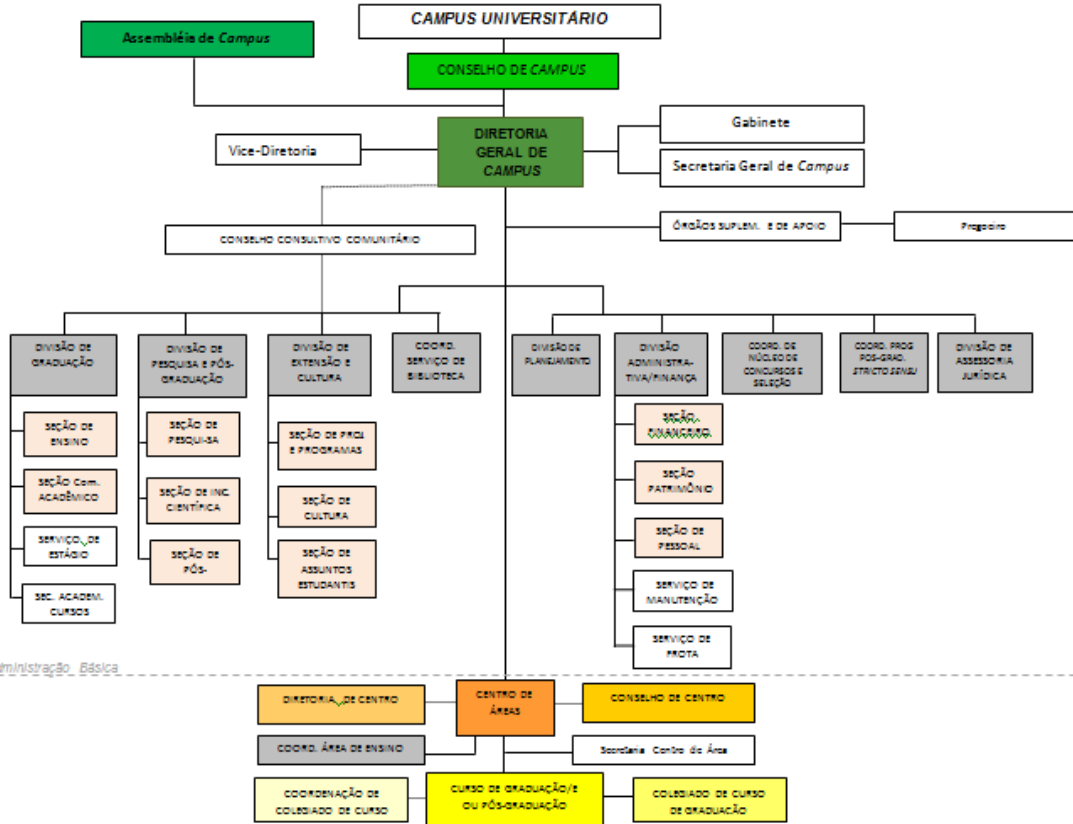 CAMPUS UNIVERSITÁRIO
Assembléia de Campus
CONSELHO DE CAMPUS
DIRETORIA
GERAL DE
CAMPUS
Gabinete
Vice-Diretoria
Secretaria Geral de Campus
CONSELHO CONSULTIVO COMUNITÁRIO
ÓRGÃOS SUPLEM. E DE APOIO
Pregoeiro
DIVISÃO DE
GRADUAÇÃO
DIVISÃO DE
PESQUISA E PÓS-
GRADUAÇÃO
DIVISÃO DE
EXTENSÃO E
CULTURA
COORD.
SERVIÇO DE
BIBLIOTECA
DIVISÃO DE
PLANEJAMENTO
DIVISÃO
ADMINISTRA-
TIVA/FINANÇA
COORD. DE
NÚCLEO DE
CONCURSOS E
SELEÇÃO
COORD. PROG
POS-GRAD.
STRICTO SENSU
DIVISÃO DE
ASSESSORIA
JURÍDICA
SEÇÃO DE
ENSINO
SEÇÃO Com.
ACADÊMICO
SERVIÇO DE
ESTÁGIO
SEC. ACADEM.
CURSOS
SEÇÃO DE
PESQUI-SA
SEÇÃO DE INC.
CIENTÍFICA
SEÇÃO DE
PÓS-
SEÇÃO DE PROJ
E PROGRAMAS
SEÇÃO DE
CULTURA
SEÇÃO DE
ASSUNTOS
ESTUDANTIS
SEÇÃO
FINANCEIRO
SEÇÃO
PATRIMÔNIO
SEÇÃO DE
PESSOAL
SERVIÇO DE
MANUTENÇÃO
SERVIÇO DE
FROTA
dministração Básica
DIRETORIA DE CENTRO
CENTRO DE
ÁREAS
CONSELHO DE CENTRO
COORD. ÁREA DE ENSINO
Secretaria Centro de Área
COORDENAÇÃO DE
COLEGIADO DE CURSO
CURSO DE GRADUAÇÃO/E
OU PÓS-GRADUAÇÃO
COLEGIADO DE CURSO
DE GRADUAÇÃO